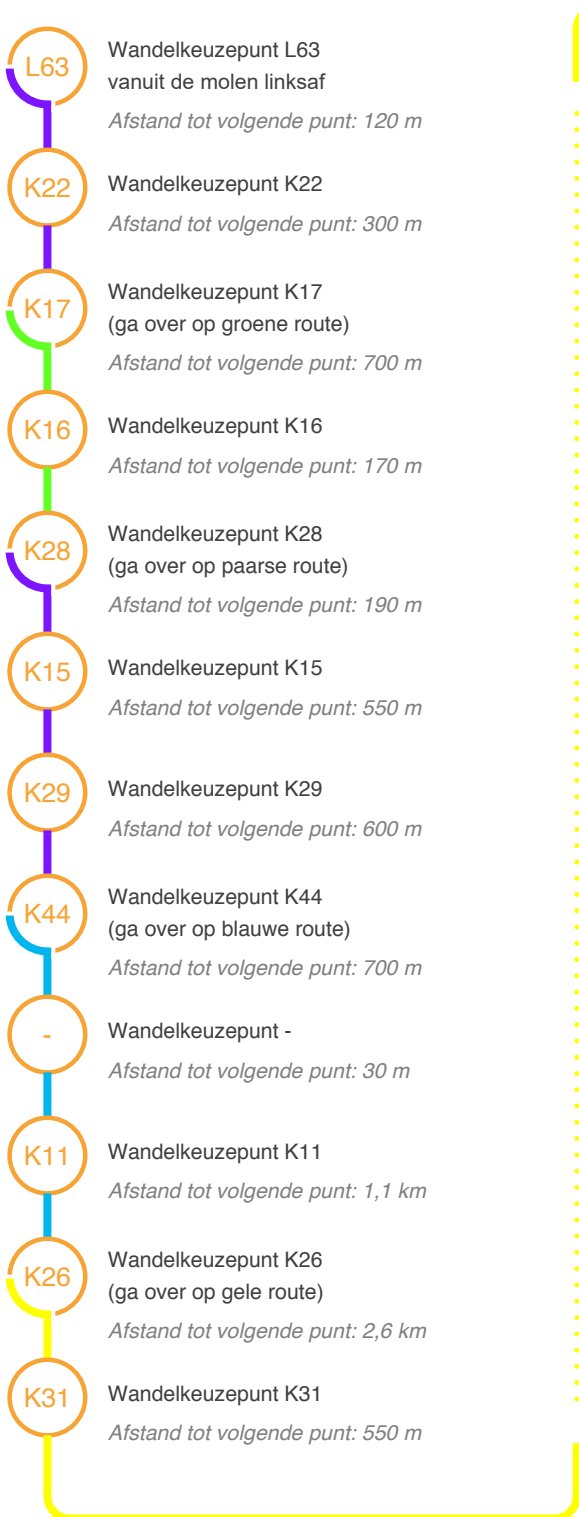 L63
Wandelkeuzepunt L63
vanuit de molen linksaf
Afstand tot volgende punt: 120 m
K22
Wandelkeuzepunt K22
Afstand tot volgende punt: 300 m
K17
Wandelkeuzepunt K17
(ga over op groene route)
Afstand tot volgende punt: 700 m
K16
Wandelkeuzepunt K16
Afstand tot volgende punt: 170 m
K28
Wandelkeuzepunt K28
(ga over op paarse route)
Afstand tot volgende punt: 190 m
K15
Wandelkeuzepunt K15
Afstand tot volgende punt: 550 m
K29
Wandelkeuzepunt K29
Afstand tot volgende punt: 600 m
K44
Wandelkeuzepunt K44
(ga over op blauwe route)
Afstand tot volgende punt: 700 m
-
Wandelkeuzepunt -
Afstand tot volgende punt: 30 m
K11
Wandelkeuzepunt K11
Afstand tot volgende punt: 1,1 km
K26
Wandelkeuzepunt K26
(ga over op gele route)
Afstand tot volgende punt: 2,6 km
K31
Wandelkeuzepunt K31
Afstand tot volgende punt: 550 m